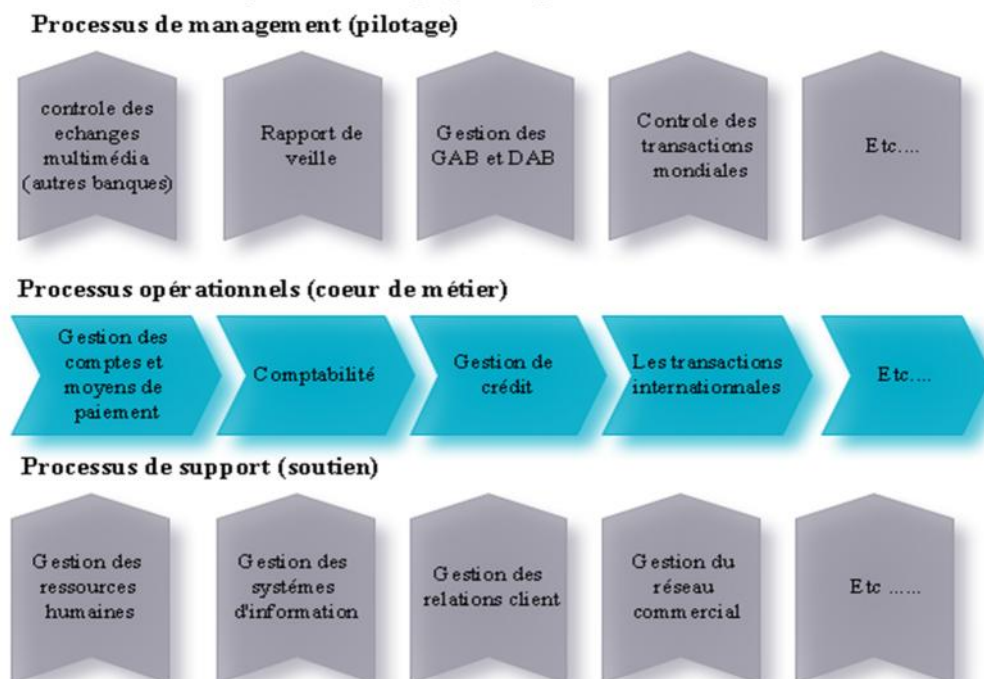 Processus de management (pilotage)
controle des
echanges
multimédia
(autres banques)
Rapport de
veille
Gestion des
GAB et DAB
Controle des
transactions
mondiales
Etc....
Processus opérationnels (coeur de métier)
Gestion des
comptes et
moyens de
paiement
Comptabilité
Gestion de
crédit
Les transactions
internationnales
Etc....
Processus de support (soutien)
Gestion des
ressources
humaines
Gestion des
systémes
d'information
Gestion des
relations client
Gestion du
réseau
commercial
Etc ......